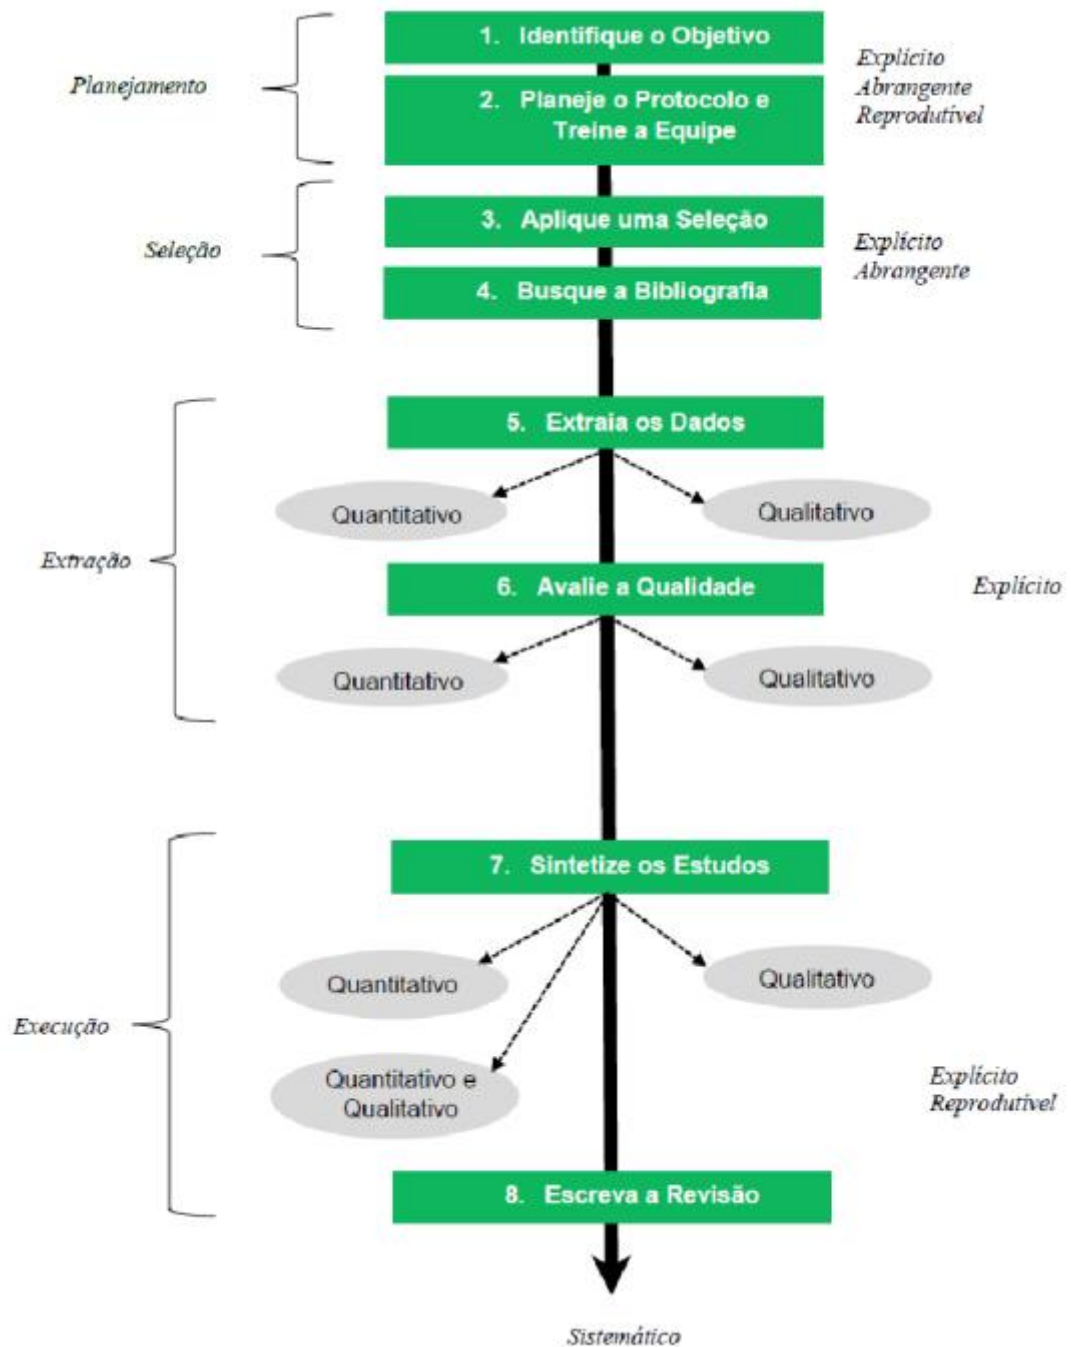 1. Identifique o Objetivo
Planejamento
Explícito
Abrangente
Reprodutível
2. Planeje o Protocolo e
Treine a Equipe
3. Aplique uma Seleção
Seleção
Explícito
Abrangente
4. Busque a Bibliografia
5. Extraia os Dados
Quantitativo
Qualitativo
Extração
6. Avalie a Qualidade
Explícito
Quantitativo
Qualitativo
7. Sintetize os Estudos
Quantitativo
Qualitativo
Execução
Quantitativo e
Qualitativo
Explícito
Reprodutível
8. Escreva a Revisão
Sistemático